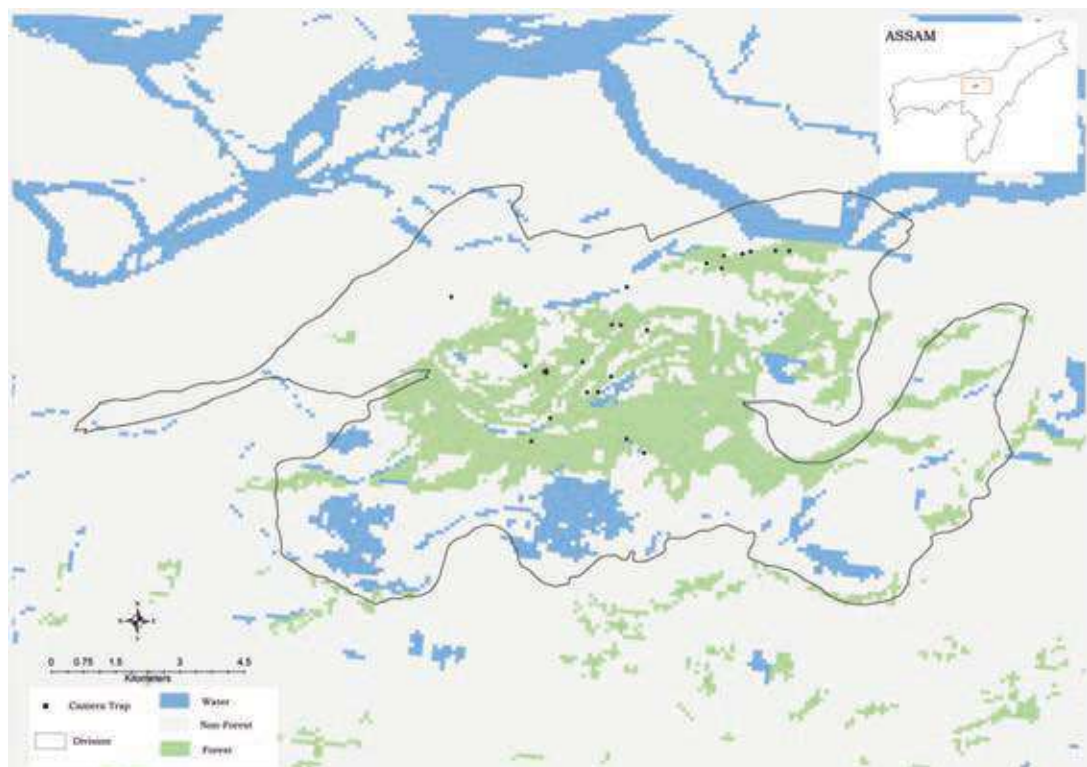 ASSAM
0 0.75 1.5 3 4.5
Kilometers
Camera Trap
Division
Water
Non-Forest
Forest